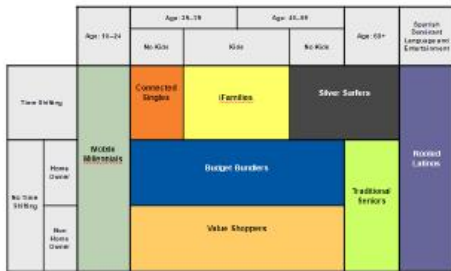 Age: 18-24
Age: 25-39
Age: 40-59
Age: 60+
Spanish
Dominant
Language and
Entertainment
No Kids
Kids
No Kids
Time Shifting
Connected
Singles
iFamilies
Silver Surfers
Mobile
Millennials
Rooted
Latinos
No Time
Shifting
Home
Owner
Budget Bundlers
Traditional
Seniors
Non
Home
Owner
Value Shoppers